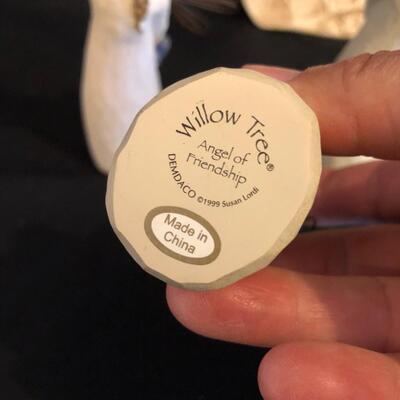 Willow Tree®
Angel of
Friendship
DEMDACO ©1999 Susan Lordi
Made in
China